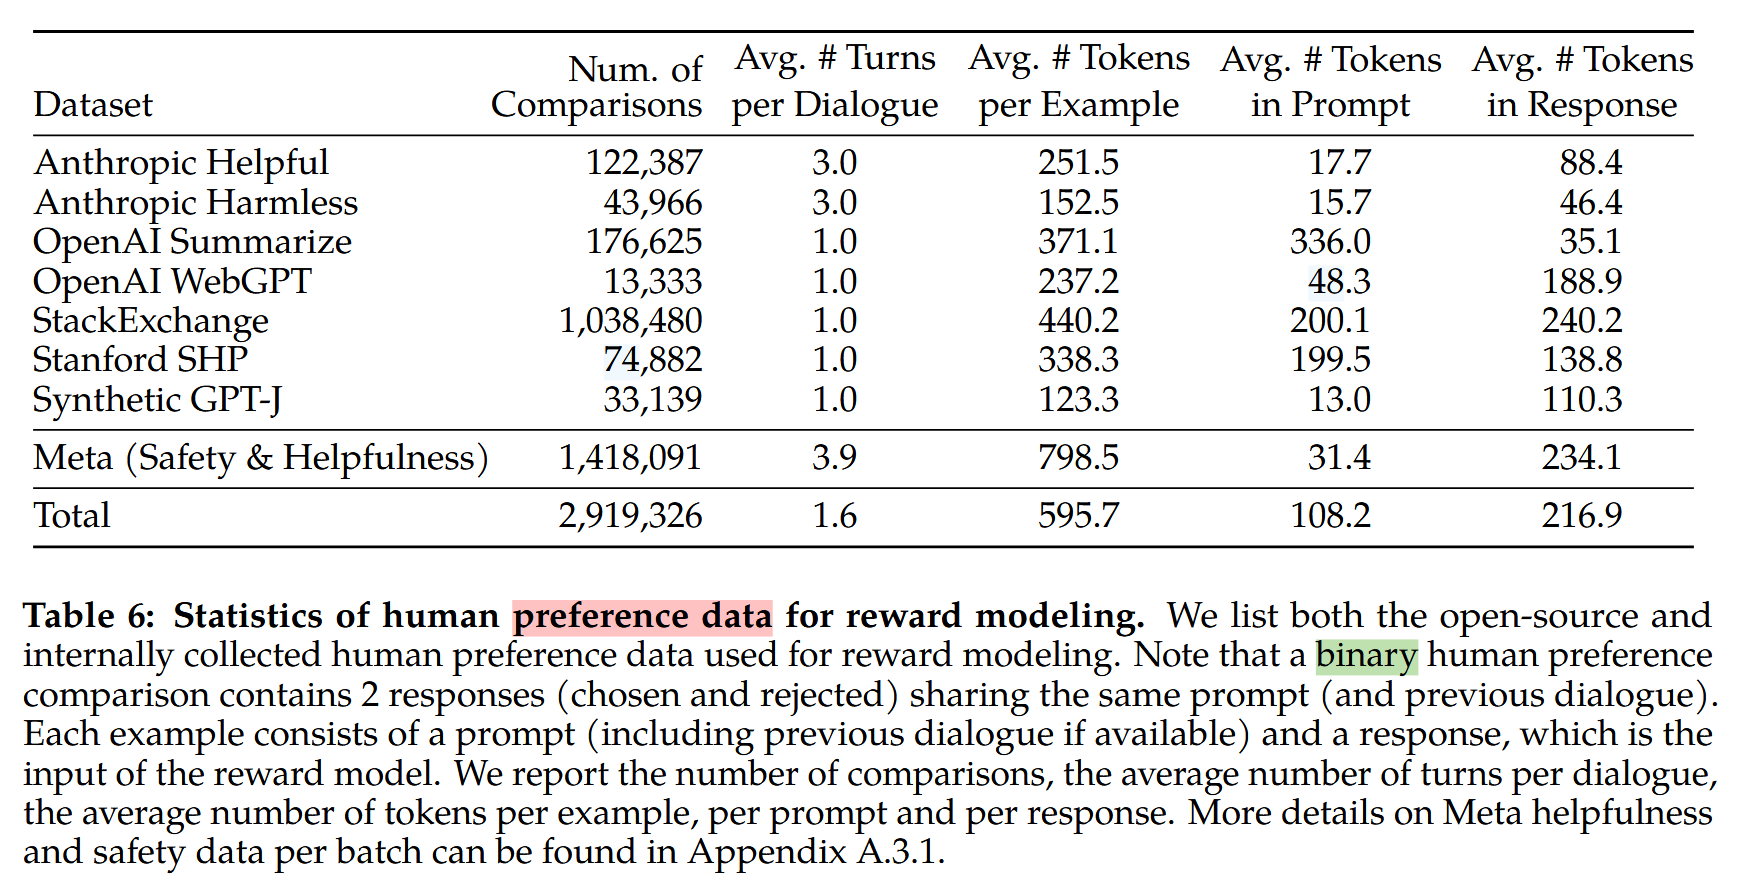 Dataset Num. of Comparisons Avg. # Turns per Dialogue Avg. # Tokens per Example Avg. # Tokens in Prompt Avg. # Tokens in Response
Anthropic Helpful 122,387 3.0 251.5 17.7 88.4
Anthropic Harmless 43,966 3.0 152.5 15.7 46.4
OpenAI Summarize 176,625 1.0 371.1 336.0 35.1
OpenAI WebGPT 13,333 1.0 237.2 48.3 188.9
StackExchange 1,038,480 1.0 440.2 200.1 240.2
Stanford SHP 74,882 1.0 338.3 199.5 138.8
Synthetic GPT-J 33,139 1.0 123.3 13.0 110.3
Meta (Safety & Helpfulness) 1,418,091 3.9 798.5 31.4 234.1
Total 2,919,326 1.6 595.7 108.2 216.9
Table 6: Statistics of human preference data for reward modeling. We list both the open-source and
internally collected human preference data used for reward modeling. Note that a binary human preference
comparison contains 2 responses (chosen and rejected) sharing the same prompt (and previous dialogue).
Each example consists of a prompt (including previous dialogue if available) and a response, which is the
input of the reward model. We report the number of comparisons, the average number of turns per dialogue,
the average number of tokens per example, per prompt and per response. More details on Meta helpfulness
and safety data per batch can be found in Appendix A.3.1.